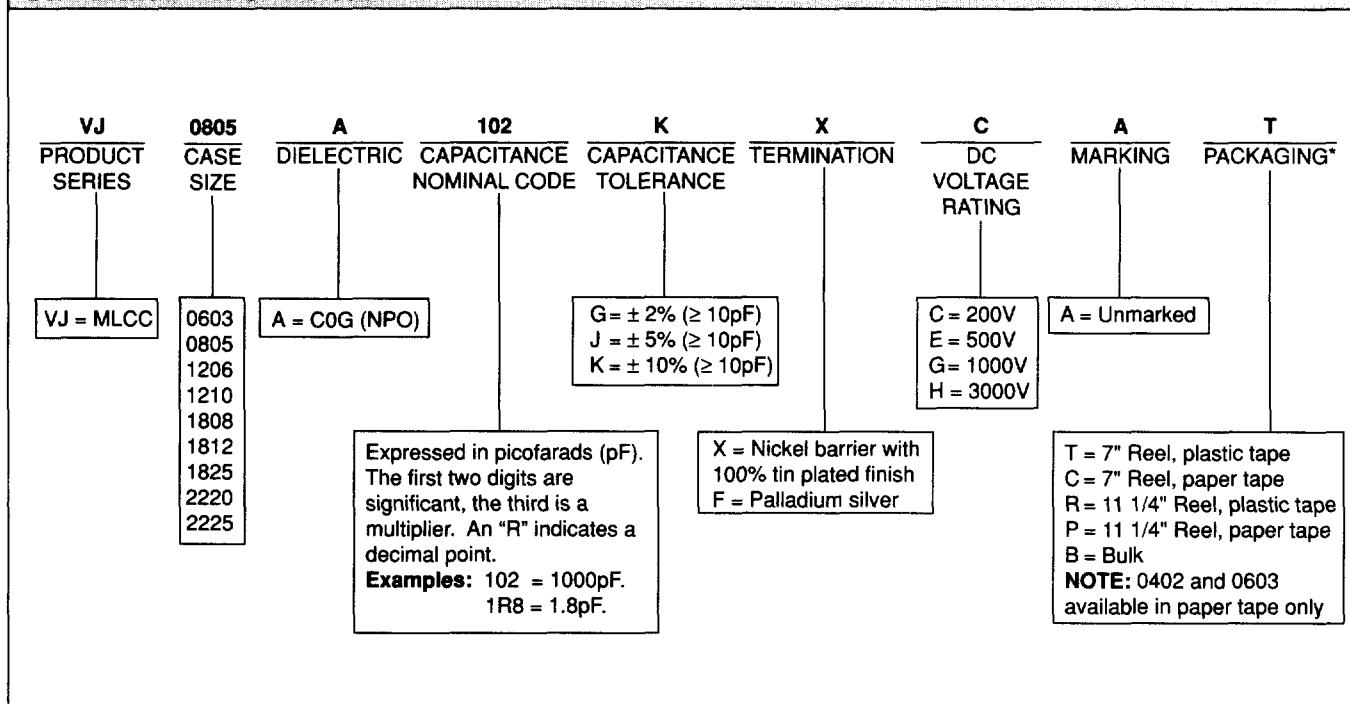 VJ 0805 A 102 K X C A T
PRODUCT SERIES
CASE SIZE
DIELECTRIC
CAPACITANCE NOMINAL CODE
CAPACITANCE TOLERANCE
TERMINATION
DC VOLTAGE RATING
MARKING
PACKAGING*
VJ = MLCC
0603
0805
1206
1210
1808
1812
1825
2220
2225
A = C0G (NPO)
Expressed in picofarads (pF).
The first two digits are
significant, the third is a
multiplier. An “R” indicates a
decimal point.
Examples: 102 = 1000pF.
1R8 = 1.8pF.
G= ± 2% (≥ 10pF)
J = ± 5% (≥ 10pF)
K = ± 10% (≥ 10pF)
X = Nickel barrier with
100% tin plated finish
F = Palladium silver
C = 200V
E = 500V
G= 1000V
H = 3000V
A = Unmarked
T = 7" Reel, plastic tape
C = 7" Reel, paper tape
R = 11 1/4" Reel, plastic tape
P = 11 1/4" Reel, paper tape
B = Bulk
NOTE: 0402 and 0603
available in paper tape only